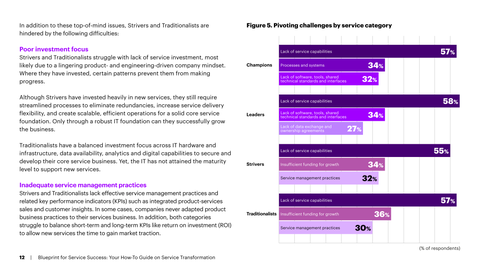 In addition to these top-of-mind issues, Strivers and Traditionalists are
hindered by the following difficulties:
Poor investment focus
Strivers and Traditionalists struggle with lack of service investment, most
likely due to a lingering product- and engineering-driven company mindset.
Where they have invested, certain patterns prevent them from making
progress.
Although Strivers have invested heavily in new services, they still require
streamlined processes to eliminate redundancies, increase service delivery
flexibility, and create scalable, efficient operations for a solid core service
foundation. Only through a robust IT foundation can they successfully grow
the business.
Traditionalists have a balanced investment focus across IT hardware and
infrastructure, data availability, analytics and digital capabilities to secure and
develop their core service business. Yet, the IT has not attained the maturity
level to support new services.
Inadequate service management practices
Strivers and Traditionalists lack effective service management practices and
related key performance indicators (KPIs) such as integrated product-services
sales and customer insights. In some cases, companies never adapted product
business practices to their services business. In addition, both categories
struggle to balance short-term and long-term KPIs like return on investment (ROI)
to allow new services the time to gain market traction.
Figure 5. Pivoting challenges by service category
Champions
Lack of service capabilities 57%
Processes and systems 34%
Lack of software, tools, shared
technical standards and interfaces 32%
Leaders
Lack of service capabilities 58%
Lack of software, tools, shared
technical standards and interfaces 34%
Lack of data exchange and
ownership agreements 27%
Strivers
Lack of service capabilities 55%
Insufficient funding for growth 34%
Service management practices 32%
Traditionalists
Lack of service capabilities 57%
Insufficient funding for growth 36%
Service management practices 30%
(% of respondents)
12 | Blueprint for Service Success: Your How-To Guide on Service Transformation